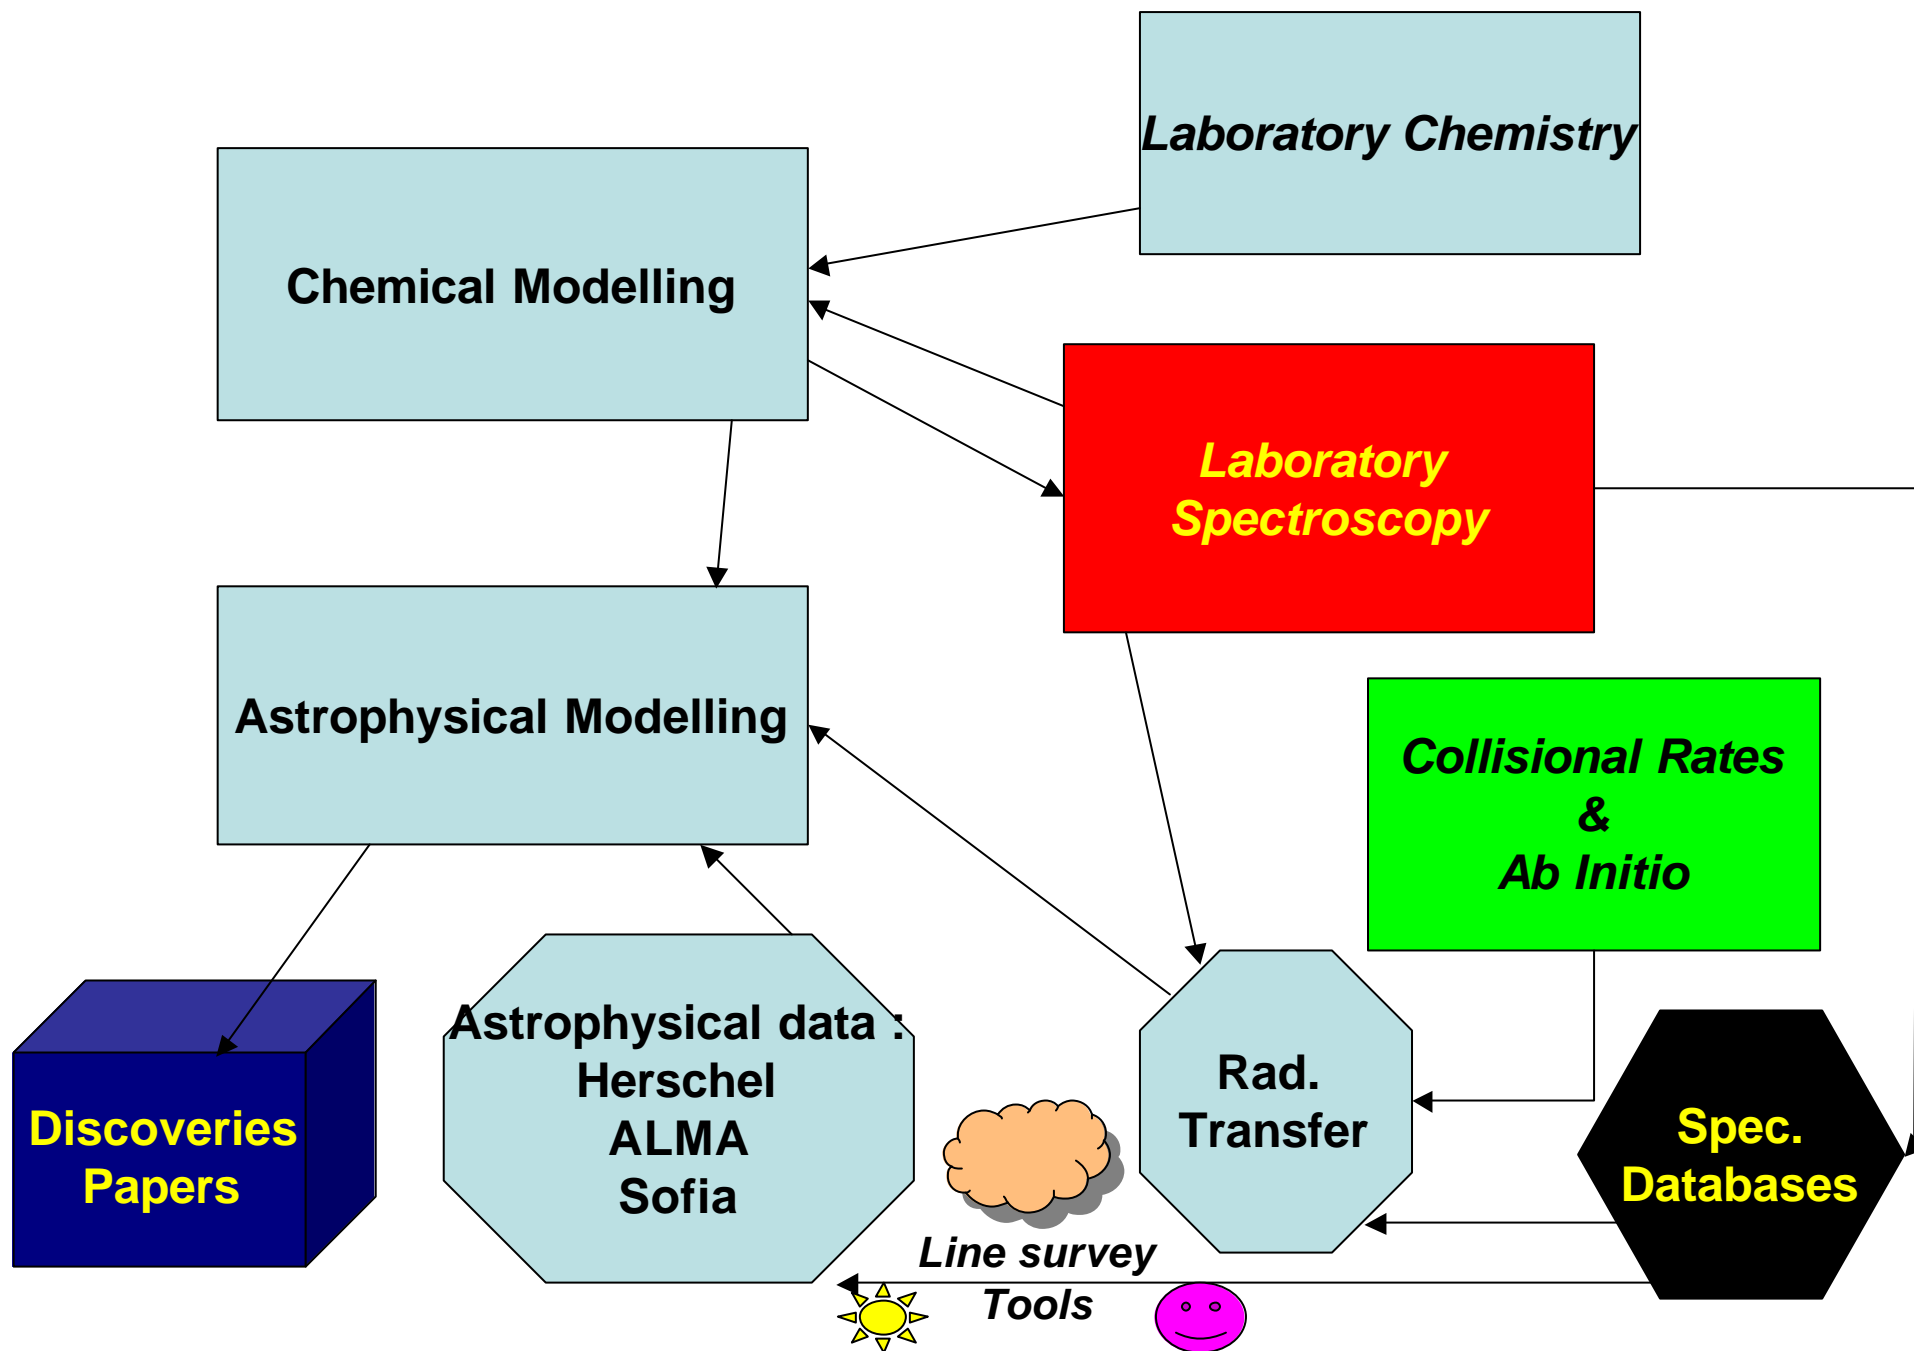 Laboratory Chemistry
Chemical Modelling
Laboratory
Spectroscopy
Astrophysical Modelling
Collisional Rates
&
Ab Initio
Astrophysical data :
Herschel
ALMA
Sofia
Rad.
Transfer
Discoveries
Papers
Spec.
Databases
Line survey
Tools